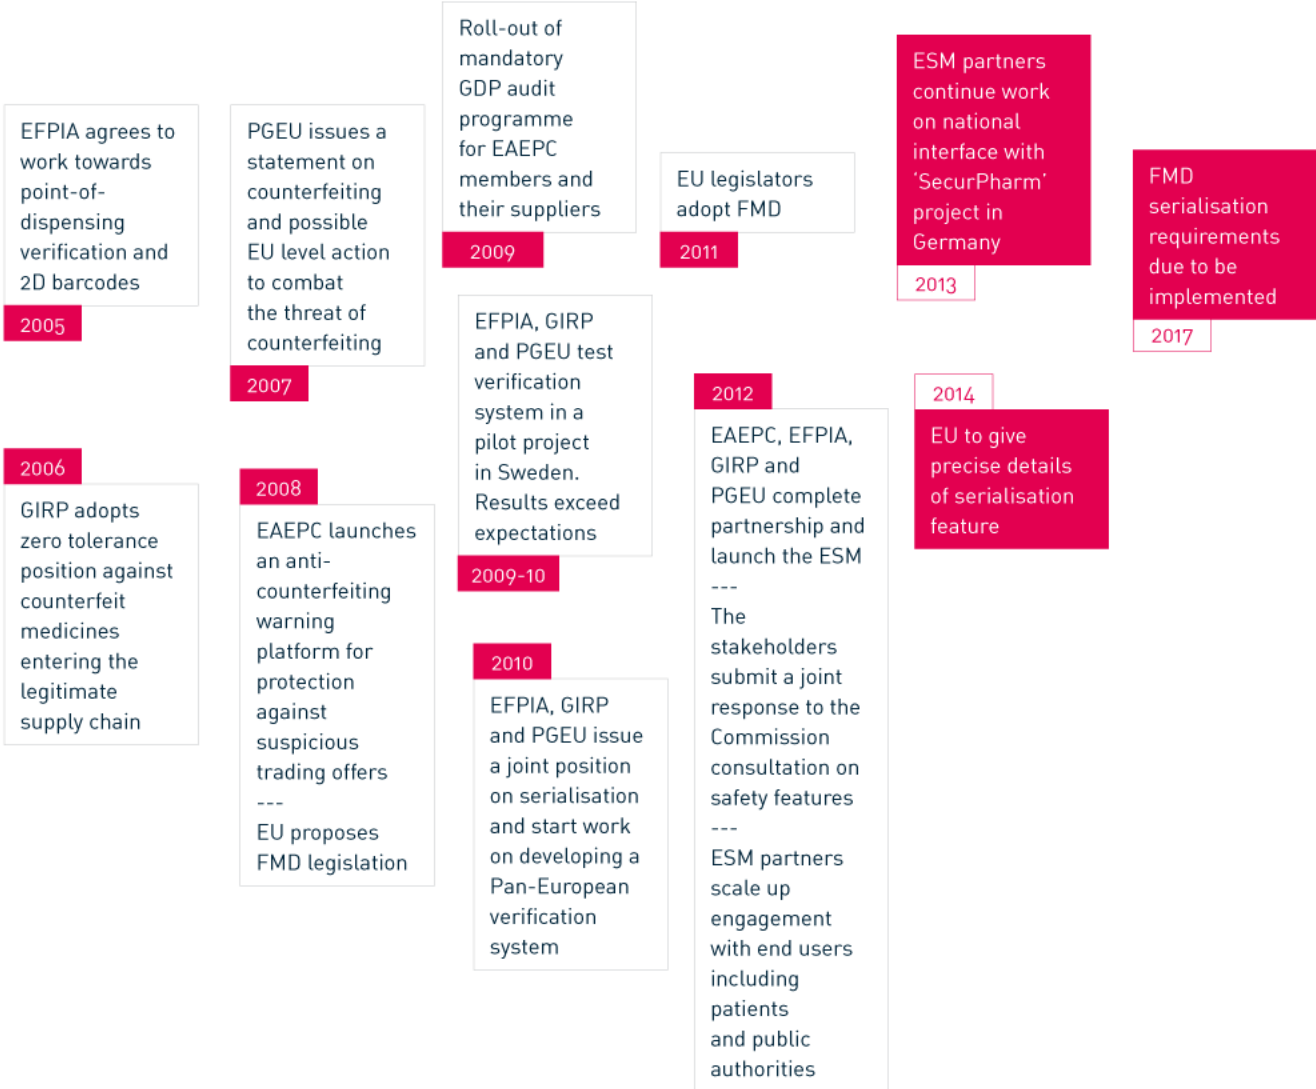 EFPIA agrees to
work towards
point-of-
dispensing
verification and
2D barcodes
2005
2006
GIRP adopts
zero tolerance
position against
counterfeit
medicines
entering the
legitimate
supply chain
PGEU issues a
statement on
counterfeiting
and possible
EU level action
to combat
the threat of
counterfeiting
2007
2008
EAEPC launches
an anti-
counterfeiting
warning
platform for
protection
against
suspicious
trading offers
---
EU proposes
FMD legislation
Roll-out of
mandatory
GDP audit
programme
for EAEPC
members and
their suppliers
2009
EFPIA, GIRP
and PGEU test
verification
system in a
pilot project
in Sweden.
Results exceed
expectations
2009-10
2010
EFPIA, GIRP
and PGEU issue
a joint position
on serialisation
and start work
on developing a
Pan-European
verification
system
EU legislators
adopt FMD
2011
2012
EAEPC, EFPIA,
GIRP and
PGEU complete
partnership and
launch the ESM
---
The
stakeholders
submit a joint
response to the
Commission
consultation on
safety features
---
ESM partners
scale up
engagement
with end users
including
patients
and public
authorities
ESM partners
continue work
on national
interface with
‘SecurPharm’
project in
Germany
2013
2014
EU to give
precise details
of serialisation
feature
FMD
serialisation
requirements
due to be
implemented
2017